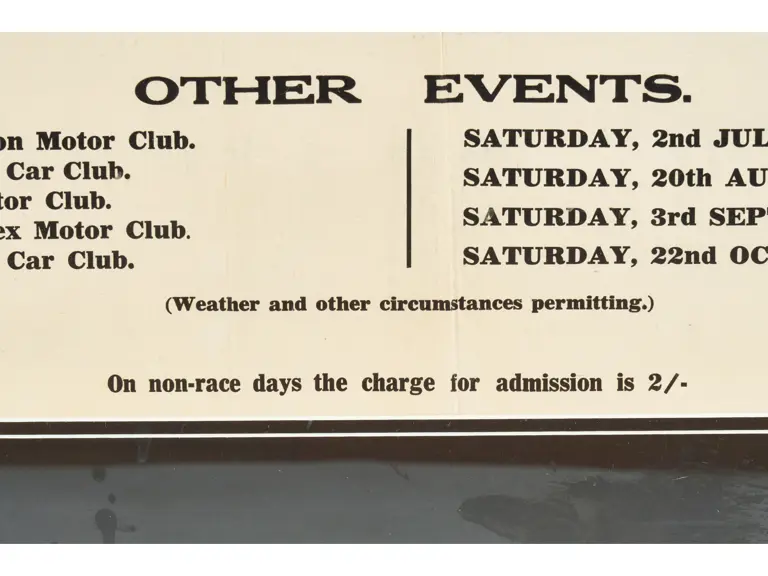 OTHER EVENTS.
on Motor Club.
Car Club.
tor Club.
ex Motor Club.
Car Club.
SATURDAY, 2nd JUL
SATURDAY, 20th AU
SATURDAY, 3rd SEP
SATURDAY, 22nd OC
(Weather and other circumstances permitting.)
On non-race days the charge for admission is 2/-